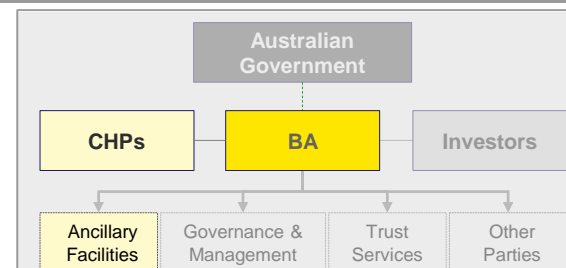 Australian
Government
CHPs
BA
Investors
Ancillary
Facilities
Governance &
Management
Trust
Services
Other
Parties